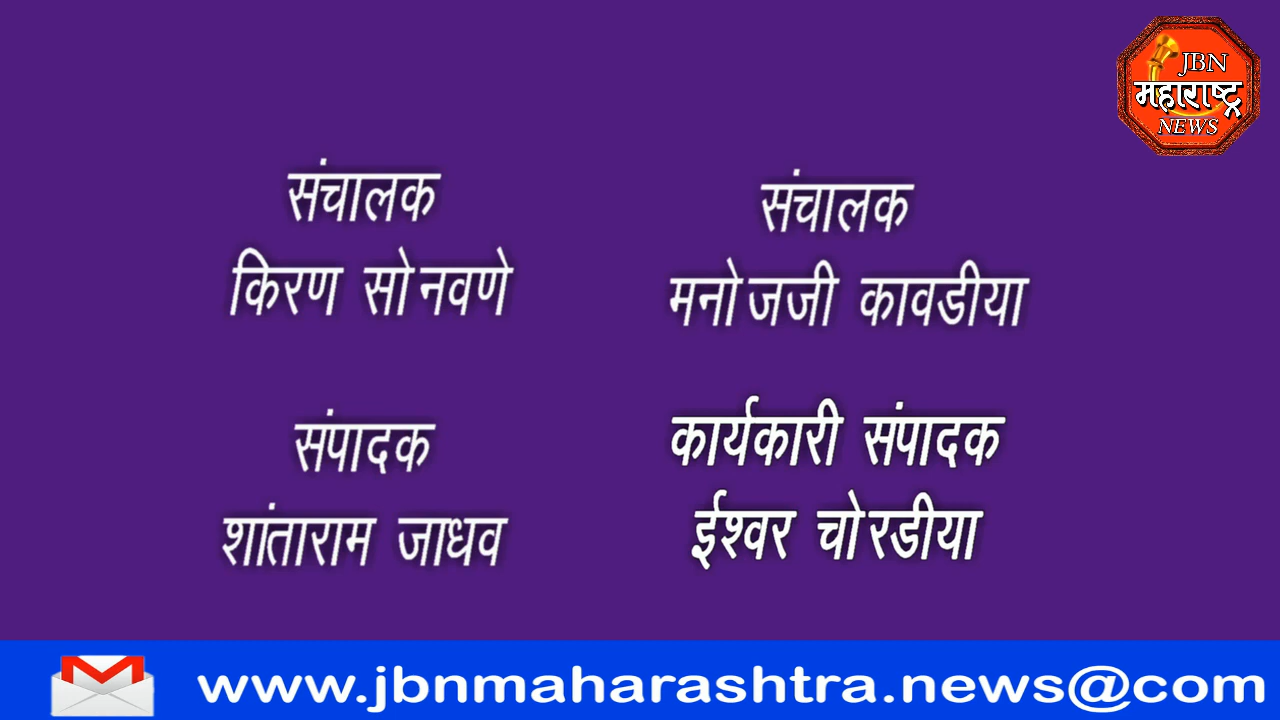 JBN
महाराष्ट्र
NEWS
संचालक
किरण सोनवणे
संचालक
मनोजजी कावडीया
संपादक
शांताराम जाधव
कार्यकारी संपादक
ईश्वर चोरडीया
www.jbnmaharashtra.news@com